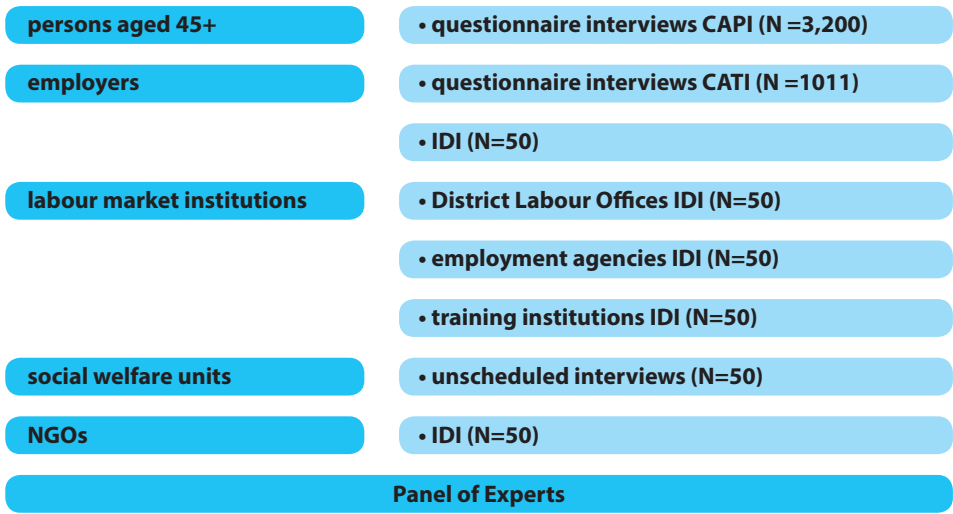 persons aged 45+
• questionnaire interviews CAPI (N =3,200)
employers
• questionnaire interviews CATI (N =1011)
• IDI (N=50)
labour market institutions
• District Labour Offices IDI (N=50)
• employment agencies IDI (N=50)
• training institutions IDI (N=50)
social welfare units
• unscheduled interviews (N=50)
NGOs
• IDI (N=50)
Panel of Experts